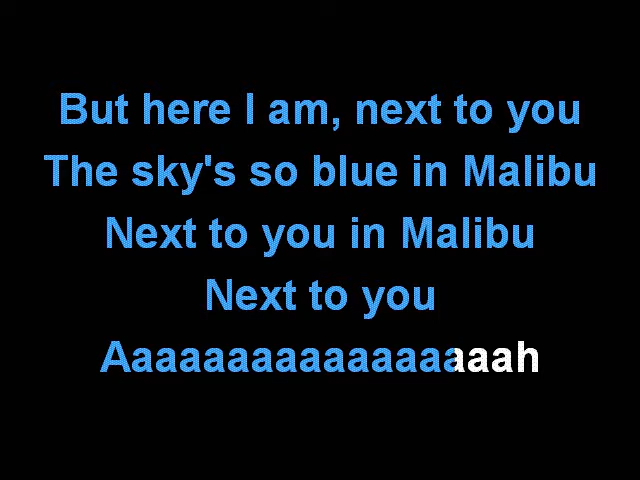 But here I am, next to you
The sky's so blue in Malibu
Next to you in Malibu
Next to you
Aaaaaaaaaaaaaaaaah